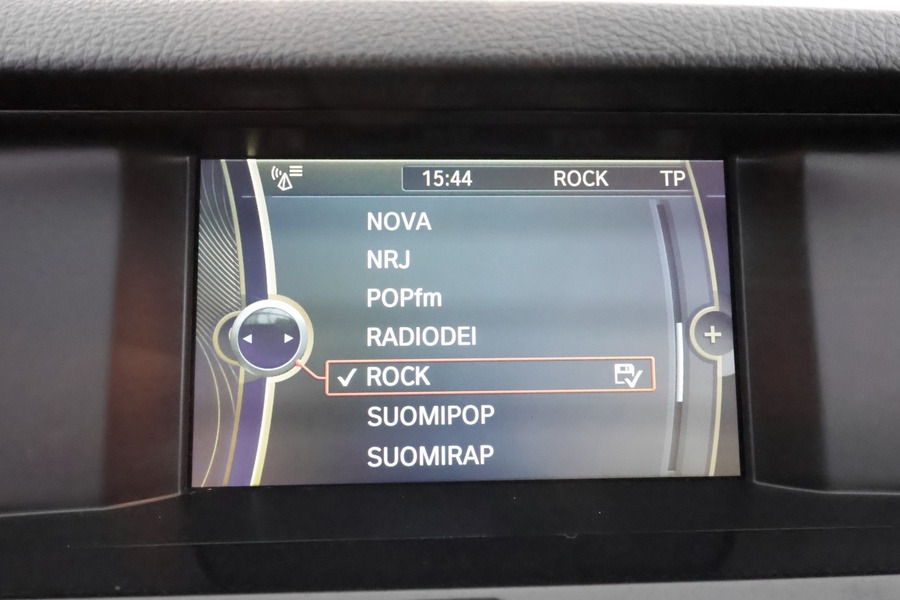 15:44 ROCK TP
NOVA
NRJ
POPfm
RADIODEI
ROCK
SUOMIPOP
SUOMIRAP